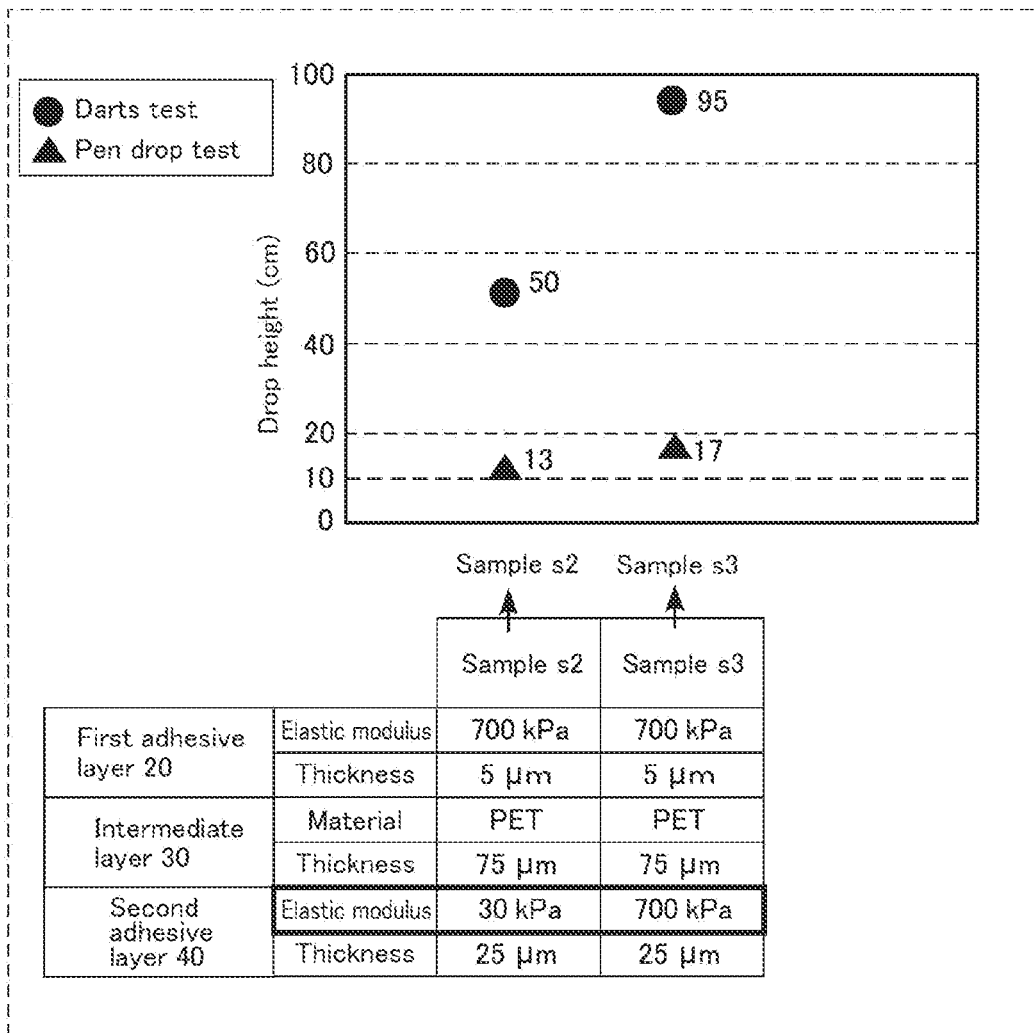 Darts test
Pen drop test
100
80
60
40
20
10
0
Drop height (cm)
95
50
13
17
Sample s2 Sample s3
Sample s2 Sample s3
First adhesive layer 20
Elastic modulus 700 kPa 700 kPa
Thickness 5 μm 5 μm
Intermediate layer 30
Material PET PET
Thickness 75 μm 75 μm
Second adhesive layer 40
Elastic modulus 30 kPa 700 kPa
Thickness 25 μm 25 μm